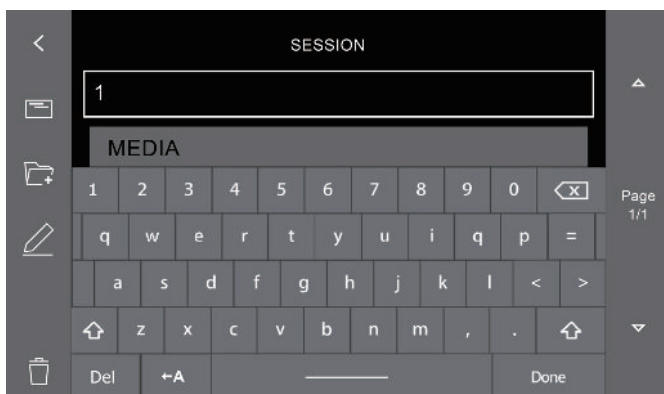 SESSION
1
MEDIA
1 2 3 4 5 6 7 8 9 0 x
q w e r t y u i q p =
a s d f g h j k l < >
z x c v b n m , .
Del ←A Done
Page
1/1